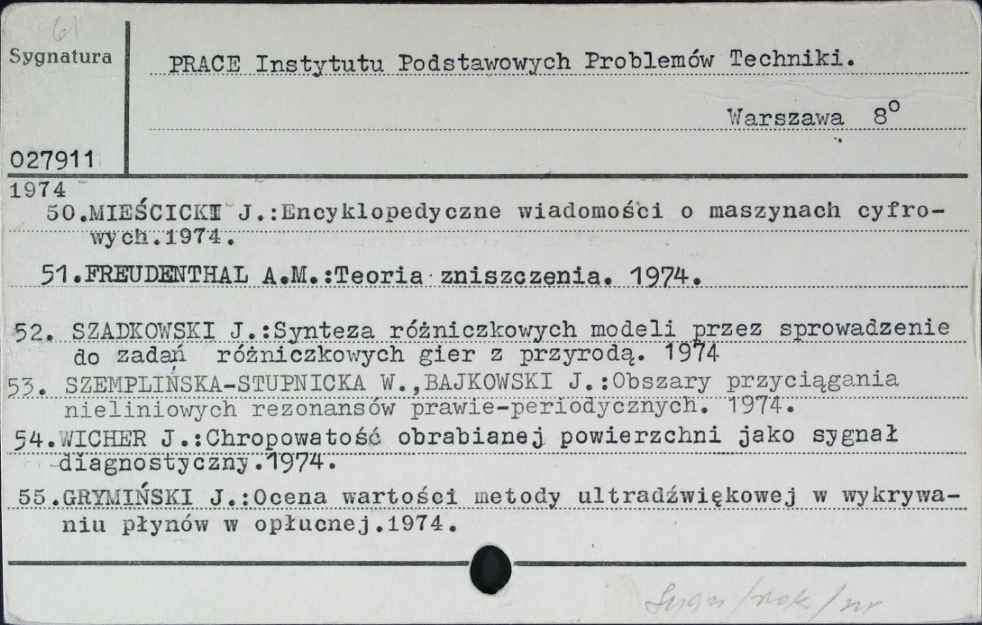 61
Sygnatura
PRACE Instytutu Podstawowych Problemów Techniki.
Warszawa 8°
027911
1974
50.MIEŚCICKI J.:Encyklopedyczne wiadomości o maszynach cyfro-
wych.1974.
51.FREUDENTHAL A.M.:Teoria zniszczenia. 1974.
52. SZADKOWSKI J.:Synteza różniczkowych modeli przez sprowadzenie
do zadań różniczkowych gier z przyrodą. 1974
53. SZEMPLIŃSKA-STUPNICKA W.,BAJKOWSKI J.:Obszary przyciągania
nieliniowych rezonansów prawie-periodycznych. 1974.
54.WICHER J.:Chropowatość obrabianej powierzchni jako sygnał
diagnostyczny.1974.
55.GRYMIŃSKI J.:Ocena wartości metody ultradźwiękowej w wykrywa-
niu płynów w opłucnej.1974.
Sygn/rok/nr